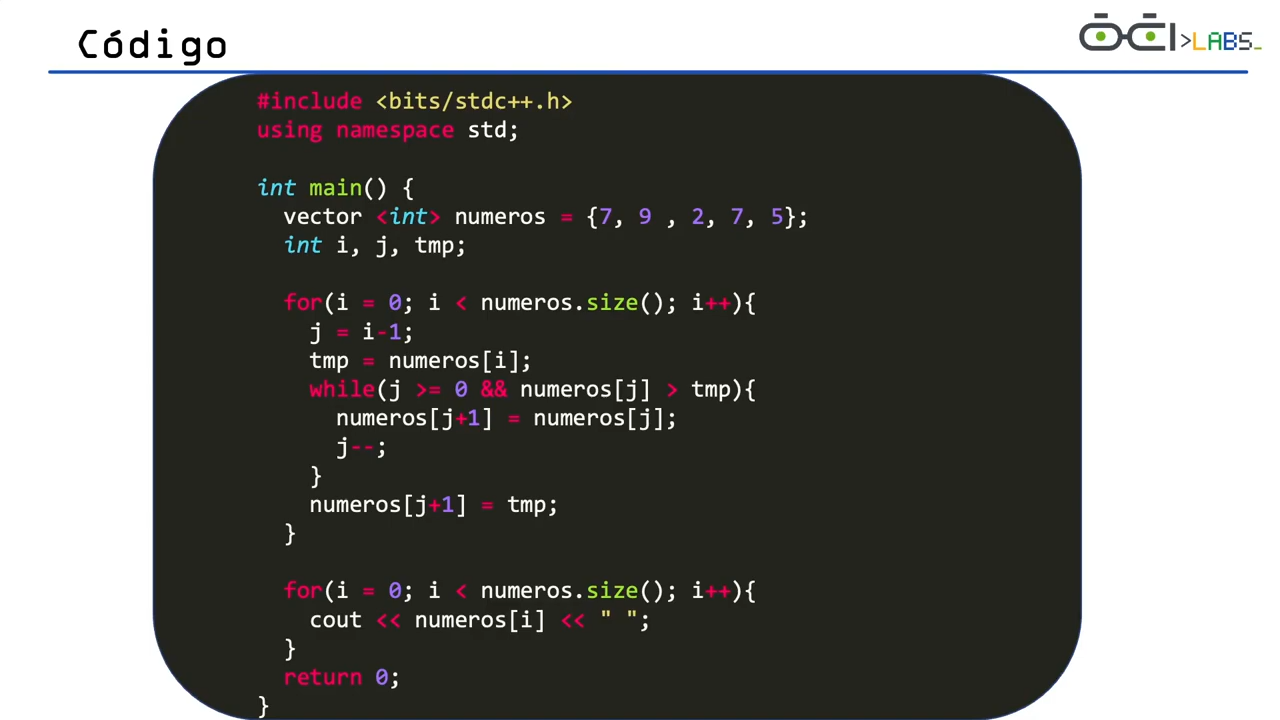 Código
>LABS_
#include <bits/stdc++.h>
using namespace std;
int main() {
vector <int> numeros = {7, 9 , 2, 7, 5};
int i, j, tmp;
for(i = 0; i < numeros.size(); i++){
j = i-1;
tmp = numeros[i];
while(j >= 0 && numeros[j] > tmp){
numeros[j+1] = numeros[j];
j--;
}
numeros[j+1] = tmp;
}
for(i = 0; i < numeros.size(); i++){
cout << numeros[i] << " ";
}
return 0;
}